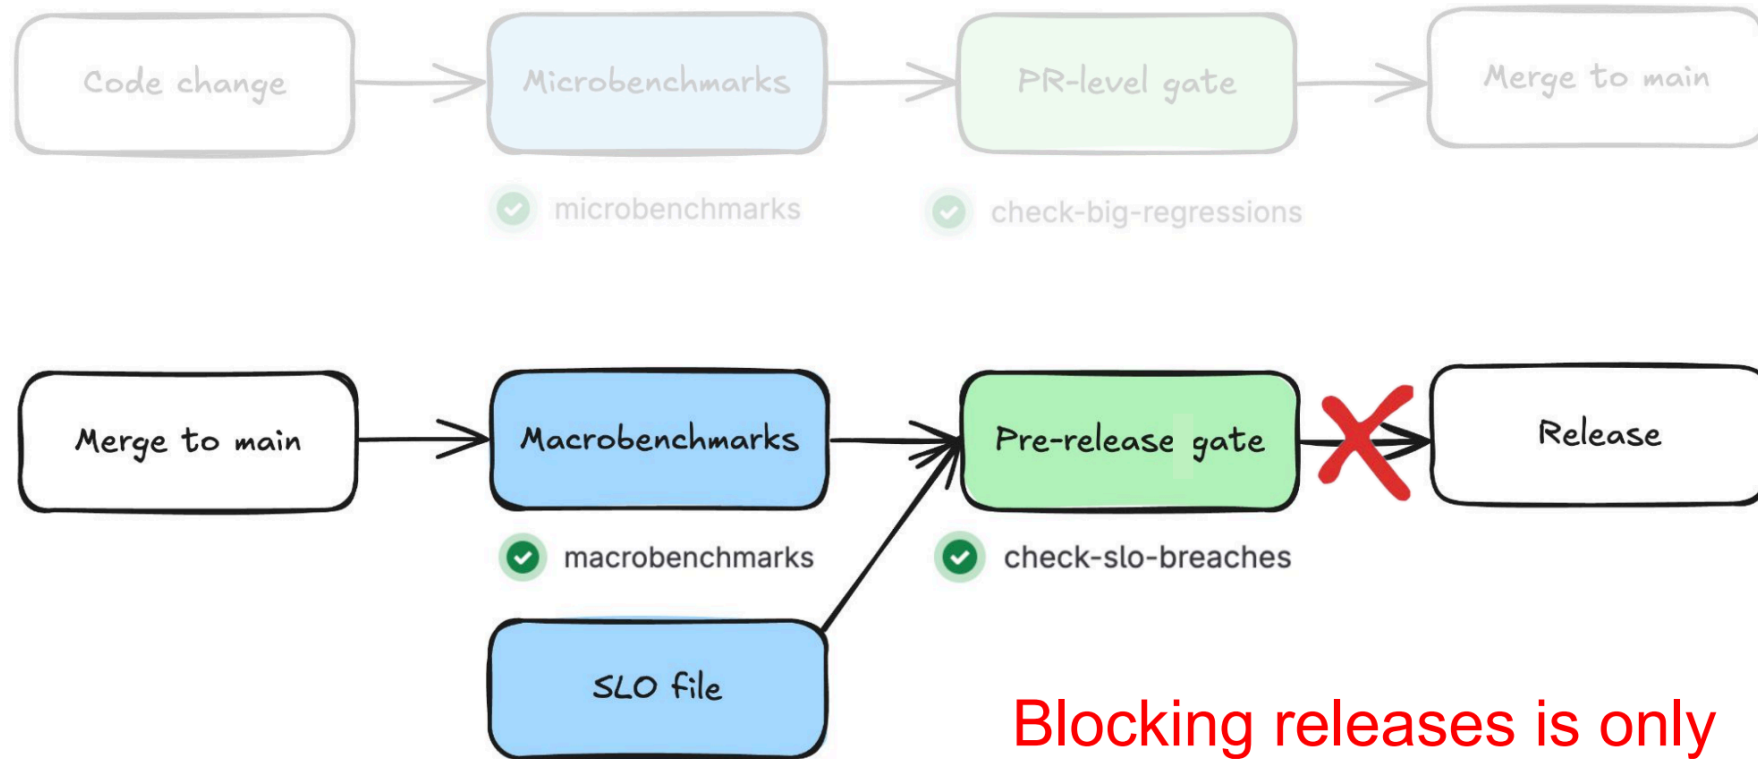 Code change
Microbenchmarks
PR-level gate
Merge to main
microbenchmarks
check-big-regressions
Merge to main
Macrobenchmarks
Pre-release gate
Release
macrobenchmarks
check-slo-breaches
SLO file
Blocking releases is only